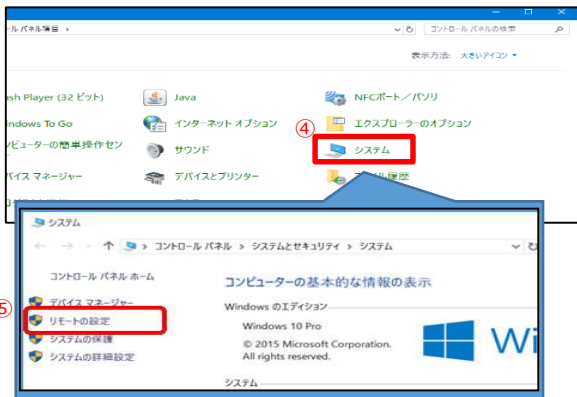 ール パネル項目 >
コントロール パネルの検索
表示方法: 大きいアイコン
ash Player (32 ビット)
Java
NFCポート／パソリ
indows To Go
インターネット オプション
エクスプローラーのオプション
④
ンピューターの簡単操作セン
サウンド
システム
バイス マネージャー
デバイスとプリンター
ファイル履歴
システム
コントロール パネル > システムとセキュリティ > システム
コントロール パネル ホーム
コンピューターの基本的な情報の表示
デバイス マネージャー
Windows のエディション
⑤
リモートの設定
Windows 10 Pro
システムの保護
© 2015 Microsoft Corporation.
All rights reserved.
システムの詳細設定
Wi
システム